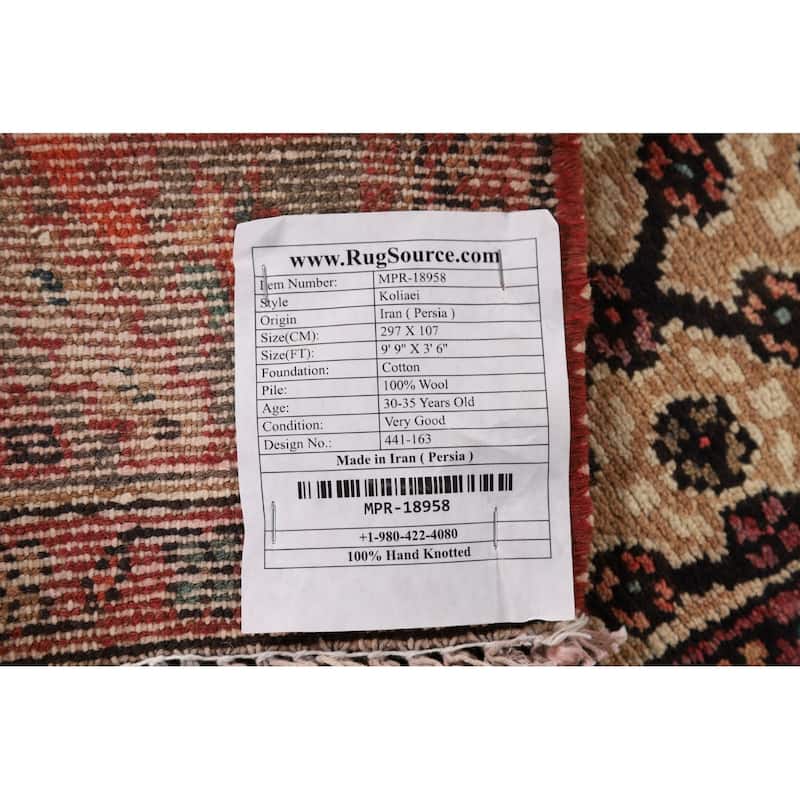 www.RugSource.com
Item Number: MPR-18958
Style Koliaei
Origin Iran ( Persia )
Size(CM): 297 X 107
Size(FT): 9' 9" X 3' 6"
Foundation: Cotton
Pile: 100% Wool
Age: 30-35 Years Old
Condition: Very Good
Design No.: 441-163
Made in Iran ( Persia )
MPR-18958
+1-980-422-4080
100% Hand Knotted